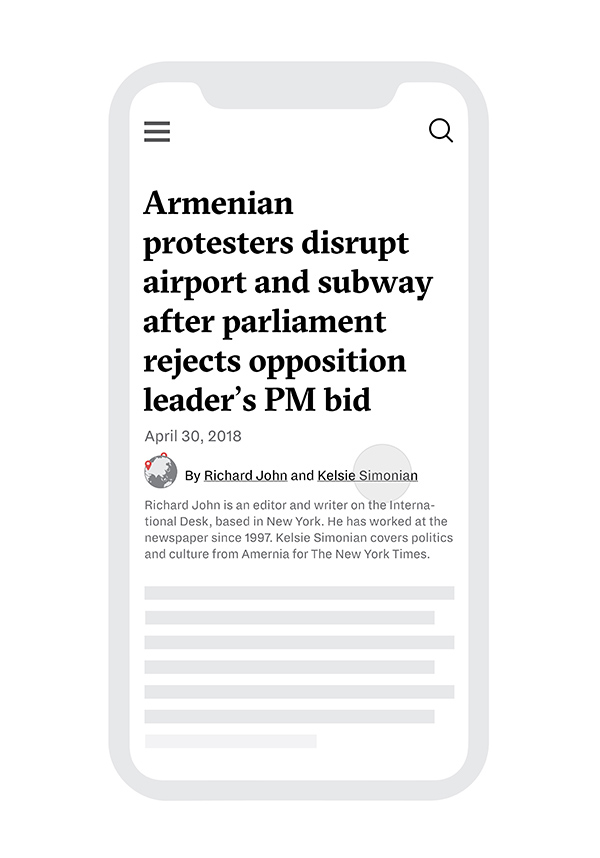 Armenian
protesters disrupt
airport and subway
after parliament
rejects opposition
leader’s PM bid
April 30, 2018
By Richard John and Kelsie Simonian
Richard John is an editor and writer on the Interna-
tional Desk, based in New York. He has worked at the
newspaper since 1997. Kelsie Simonian covers politics
and culture from Amernia for The New York Times.